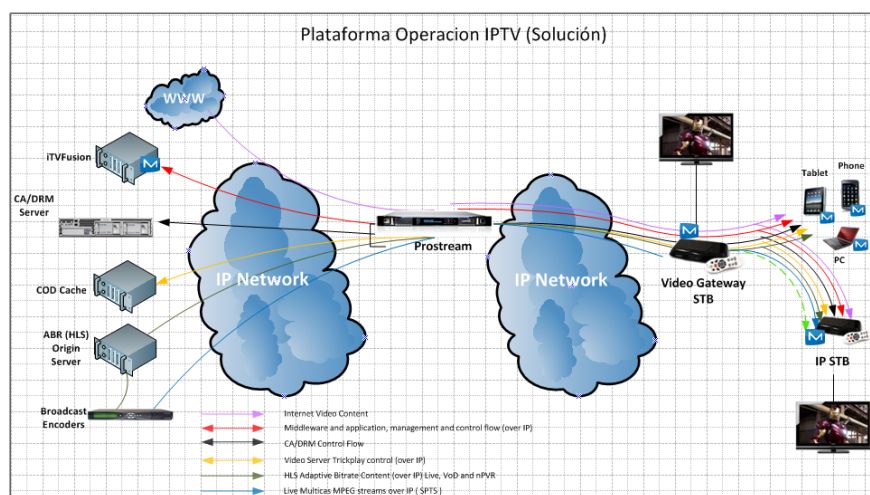 Plataforma Operacion IPTV (Solución)
WWW
iTVFusion
CA/DRM
Server
COD Cache
ABR (HLS)
Origin
Server
Broadcast
Encoders
IP Network
Prostream
IP Network
Video Gateway
STB
Tablet
Phone
PC
IP STB
Internet Video Content
Middleware and application, management and control flow (over IP)
CA/DRM Control Flow
Video Server Trickplay control (over IP)
HLS Adaptive Bitrate Content (over IP) Live, VoD and nPVR
Live Multicas MPEG streams over IP ( SPTS )